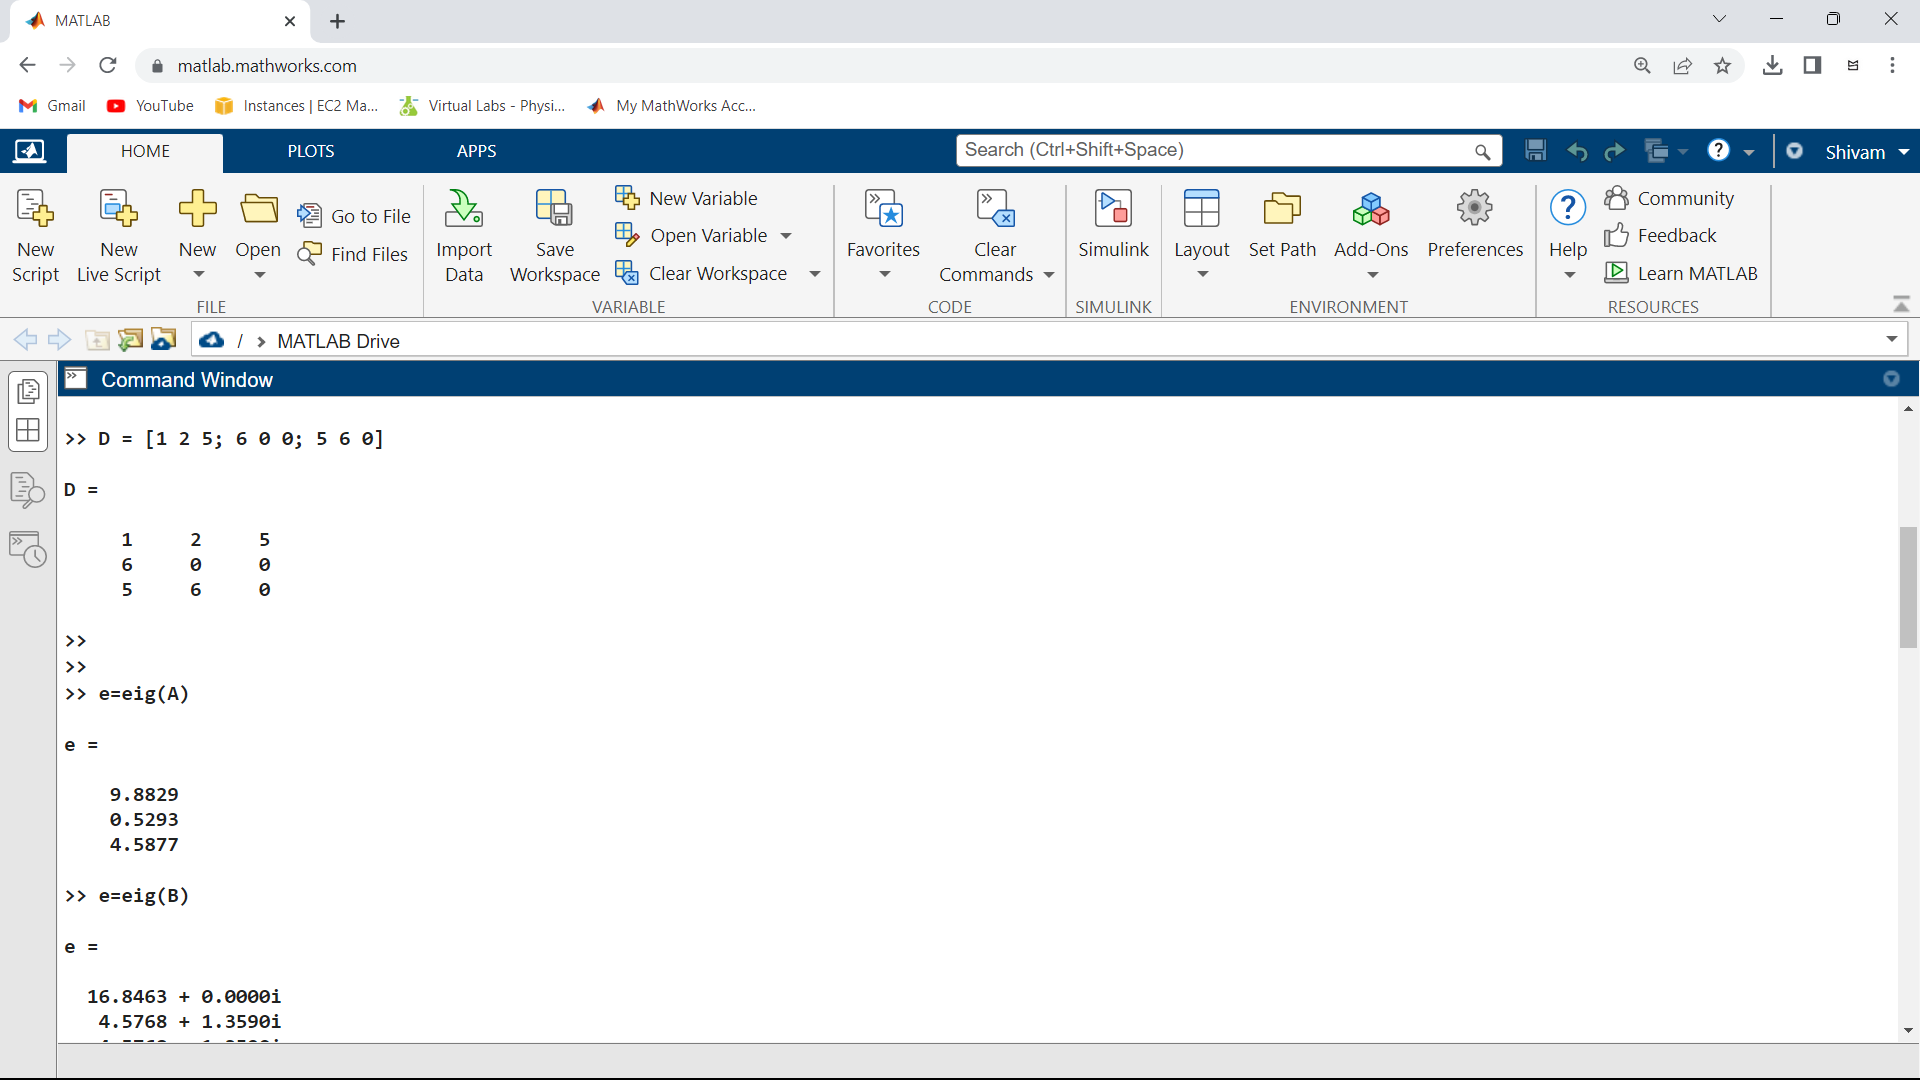 MATLAB
matlab.mathworks.com
Gmail YouTube Instances | EC2 Ma... Virtual Labs - Physi... My MathWorks Acc...
HOME PLOTS APPS Search (Ctrl+Shift+Space) Shivam
New Script
New Live Script
New
Open
Go to File
Find Files
FILE
Import Data
Save Workspace
New Variable
Open Variable
Clear Workspace
VARIABLE
Favorites
Clear Commands
CODE
Simulink
SIMULINK
Layout
Set Path
Add-Ons
Preferences
ENVIRONMENT
Help
Community
Feedback
Learn MATLAB
RESOURCES
/ > MATLAB Drive
Command Window
>> D = [1 2 5; 6 0 0; 5 6 0]
D =
1 2 5
6 0 0
5 6 0
>>
>>
>> e=eig(A)
e =
9.8829
0.5293
4.5877
>> e=eig(B)
e =
16.8463 + 0.0000i
4.5768 + 1.3590i